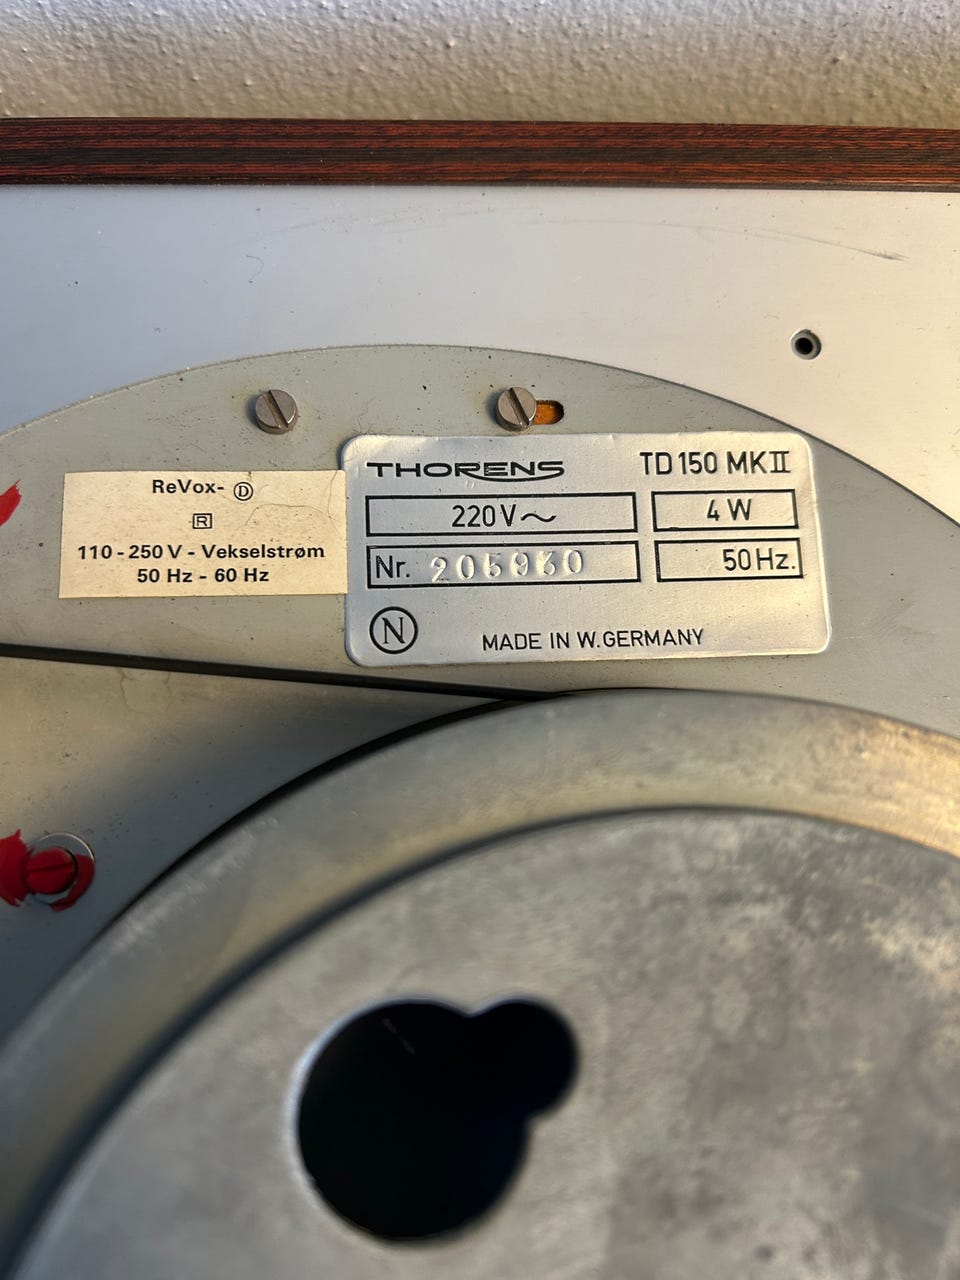 ReVox- Ⓓ
R
110 - 250 V - Vekselstrøm
50 Hz - 60 Hz
THORENS TD 150 MK II
220 V ~ 4 W
Nr. 205930 50 Hz.
N
MADE IN W. GERMANY